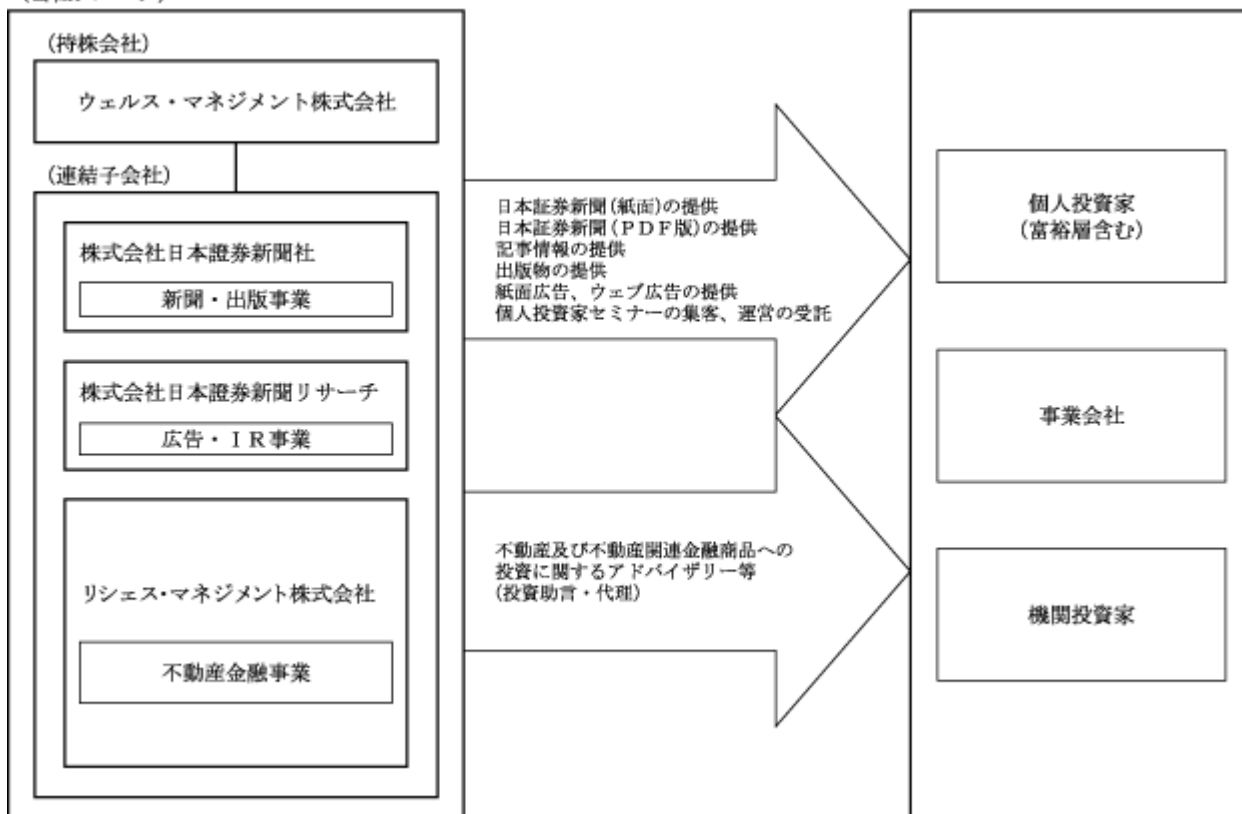 (持株会社)
ウェルス・マネジメント株式会社
(連結子会社)
株式会社日本證券新聞社
新聞・出版事業
株式会社日本證券新聞リサーチ
広告・ＩＲ事業
リシェス・マネジメント株式会社
不動産金融事業
日本証券新聞(紙面)の提供
日本証券新聞(ＰＤＦ版)の提供
記事情報の提供
出版物の提供
紙面広告、ウェブ広告の提供
個人投資家セミナーの集客、運営の受託
不動産及び不動産関連金融商品への
投資に関するアドバイザリー等
(投資助言・代理)
個人投資家
(富裕層含む)
事業会社
機関投資家